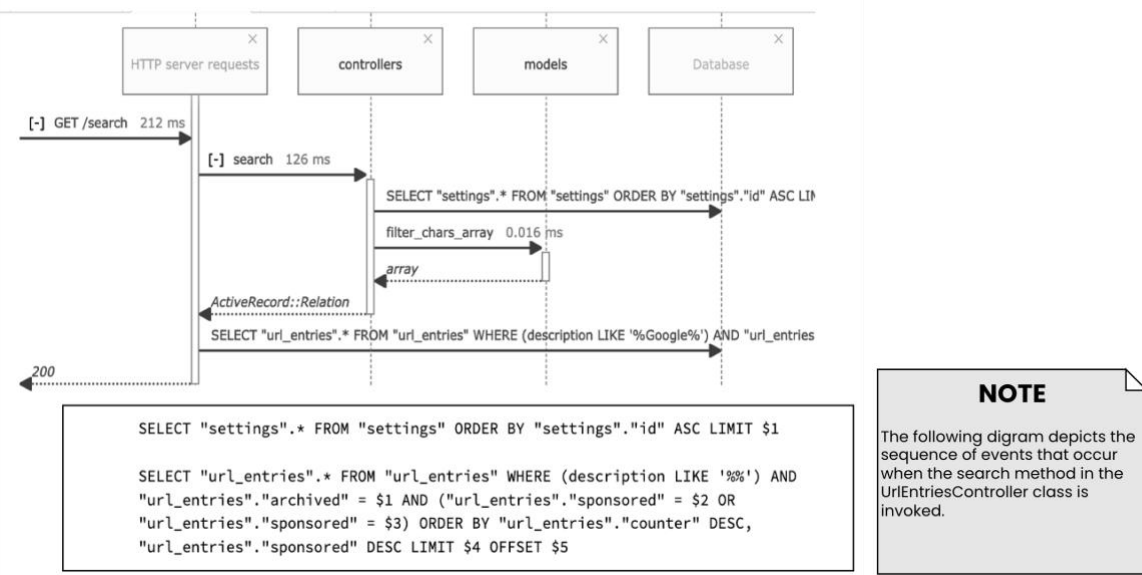 HTTP server requests
controllers
models
Database
[-] GET /search 212 ms
[-] search 126 ms
SELECT "settings".* FROM "settings" ORDER BY "settings"."id" ASC LIM
filter_chars_array 0.016 ms
array
ActiveRecord::Relation
SELECT "url_entries".* FROM "url_entries" WHERE (description LIKE '%Google%') AND "url_entries
200
SELECT "settings".* FROM "settings" ORDER BY "settings"."id" ASC LIMIT $1
SELECT "url_entries".* FROM "url_entries" WHERE (description LIKE '%%') AND
"url_entries"."archived" = $1 AND ("url_entries"."sponsored" = $2 OR
"url_entries"."sponsored" = $3) ORDER BY "url_entries"."counter" DESC,
"url_entries"."sponsored" DESC LIMIT $4 OFFSET $5
NOTE
The following digram depicts the
sequence of events that occur
when the search method in the
UrlEntriesController class is
invoked.